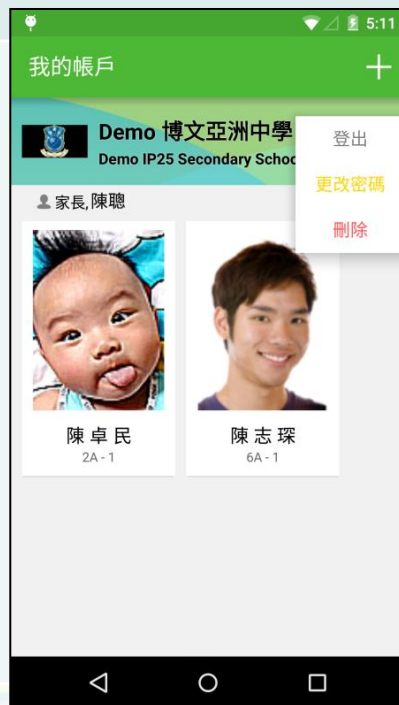 5:11
我的帳戶
Demo 博文亞洲中學
Demo IP25 Secondary Schoo
登出
更改密碼
刪除
家長,陳聰
陳卓民
2A - 1
陳志琛
6A - 1